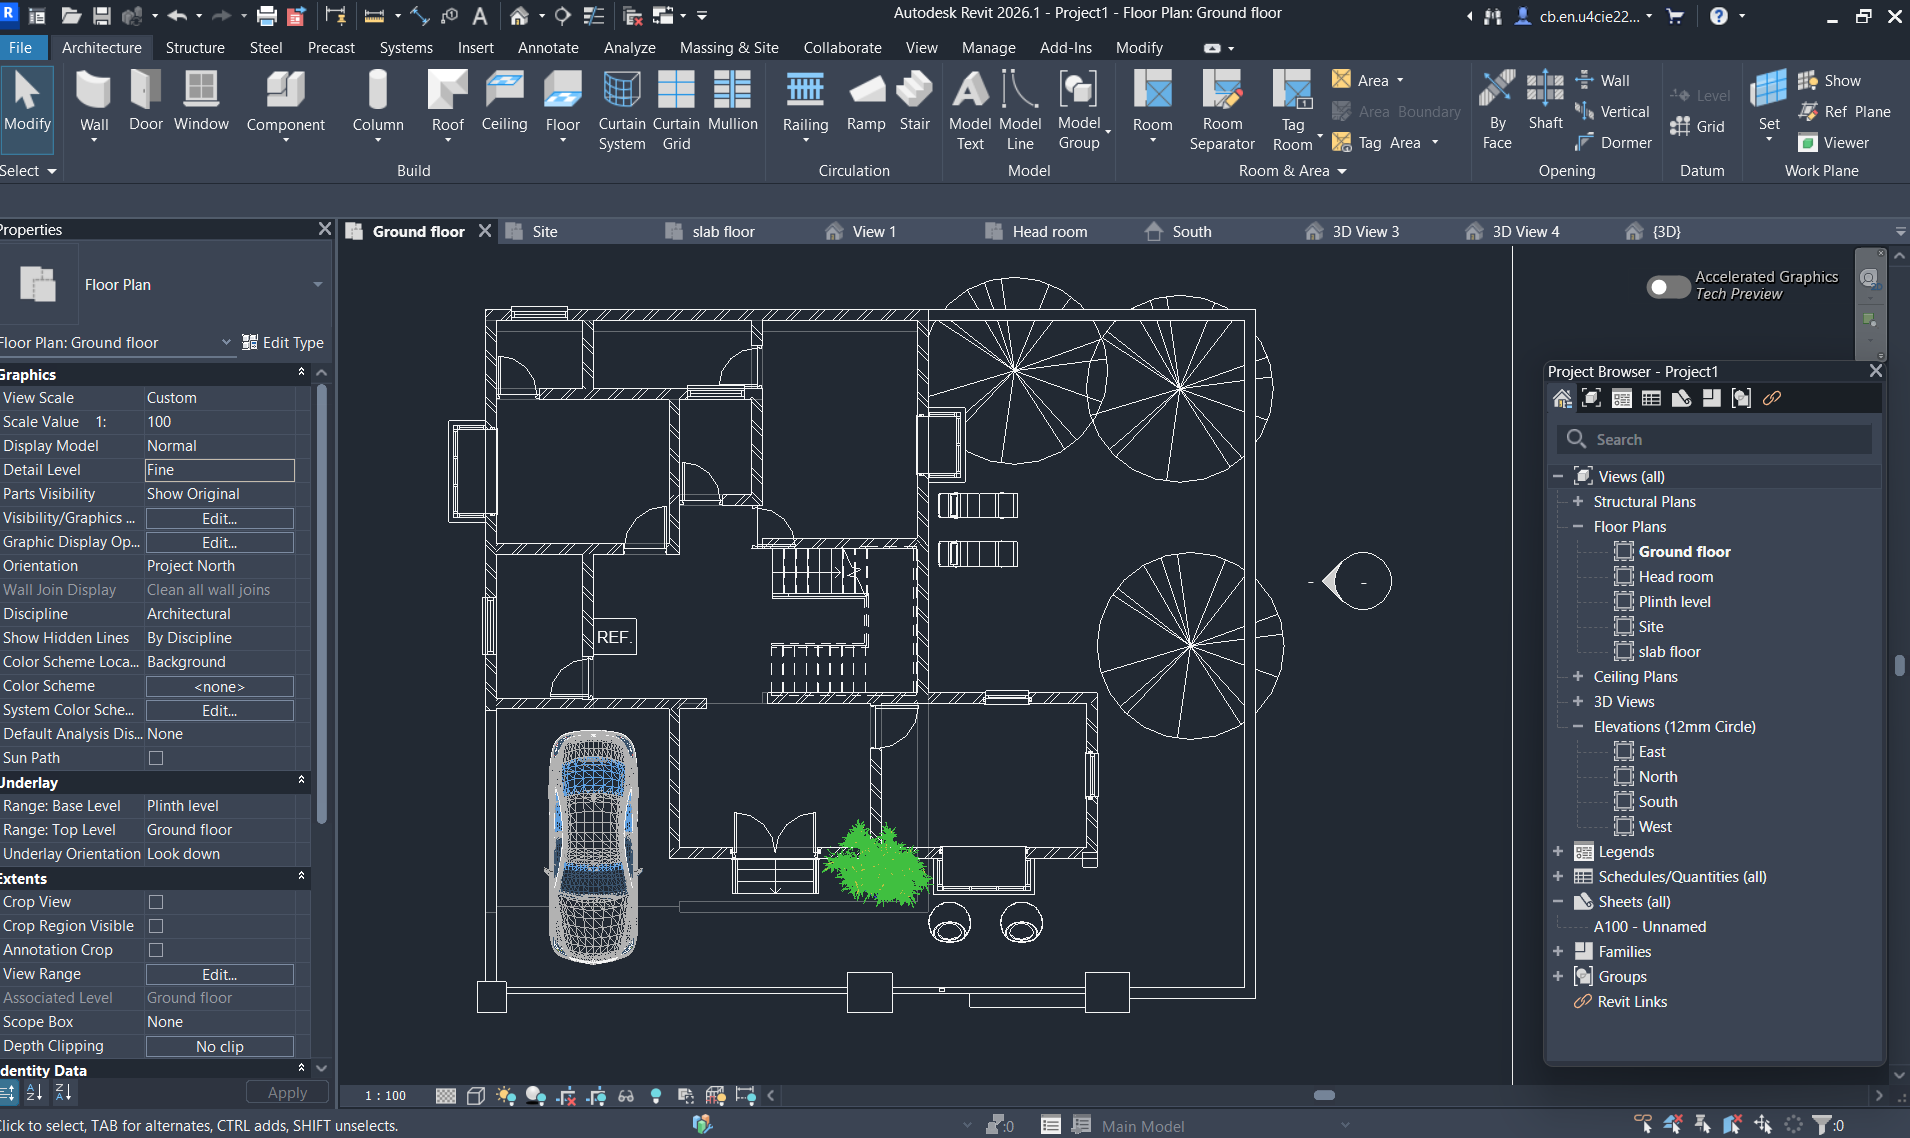 Autodesk Revit 2026.1 - Project1 - Floor Plan: Ground floor
cb.en.u4cie22...
File Architecture Structure Steel Precast Systems Insert Annotate Analyze Massing & Site Collaborate View Manage Add-Ins Modify
Modify Wall Door Window Component Column Roof Ceiling Floor Curtain System Curtain Grid Mullion Railing Ramp Stair Model Text Model Line Model Group Room Room Separator Tag Room Area Area Boundary Tag Area By Face Shaft Wall Vertical Dormer Level Grid Set Show Ref Plane Viewer
Select Build Circulation Model Room & Area Opening Datum Work Plane
Properties
Ground floor Site slab floor View 1 Head room South 3D View 3 3D View 4 {3D}
Floor Plan
Floor Plan: Ground floor Edit Type
Graphics
View Scale Custom
Scale Value 1: 100
Display Model Normal
Detail Level Fine
Parts Visibility Show Original
Visibility/Graphics ... Edit...
Graphic Display Op... Edit...
Orientation Project North
Wall Join Display Clean all wall joins
Discipline Architectural
Show Hidden Lines By Discipline
Color Scheme Loca... Background
Color Scheme <none>
System Color Sche... Edit...
Default Analysis Dis... None
Sun Path
Underlay
Range: Base Level Plinth level
Range: Top Level Ground floor
Underlay Orientation Look down
Extents
Crop View
Crop Region Visible
Annotation Crop
View Range Edit...
Associated Level Ground floor
Scope Box None
Depth Clipping No clip
Identity Data
Apply
REF.
Accelerated Graphics
Tech Preview
Project Browser - Project1
Search
Views (all)
Structural Plans
Floor Plans
Ground floor
Head room
Plinth level
Site
slab floor
Ceiling Plans
3D Views
Elevations (12mm Circle)
East
North
South
West
Legends
Schedules/Quantities (all)
Sheets (all)
A100 - Unnamed
Families
Groups
Revit Links
1 : 100
Click to select, TAB for alternates, CTRL adds, SHIFT unselects.
:0
Main Model
:0